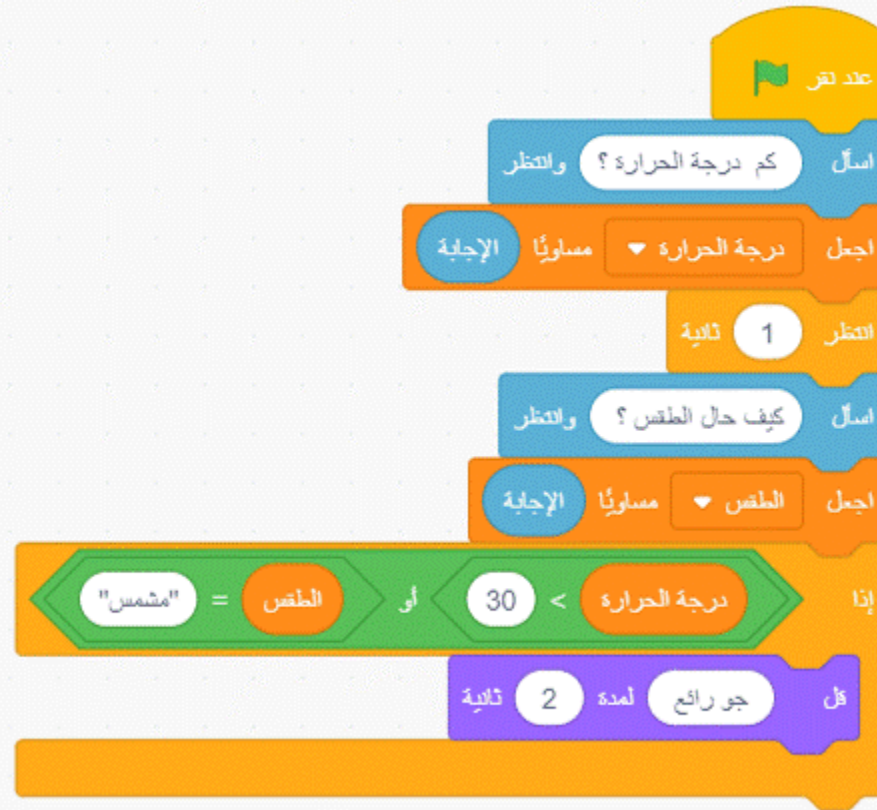 عند نقر
اسأل كم درجة الحرارة ؟ وانتظر
اجعل درجة الحرارة مساويًا الإجابة
انتظر 1 ثانية
اسأل كيف حال الطقس ؟ وانتظر
اجعل الطقس مساويًا الإجابة
إذا درجة الحرارة > 30 أو الطقس = "مشمس"
قل جو رائع لمدة 2 ثانية